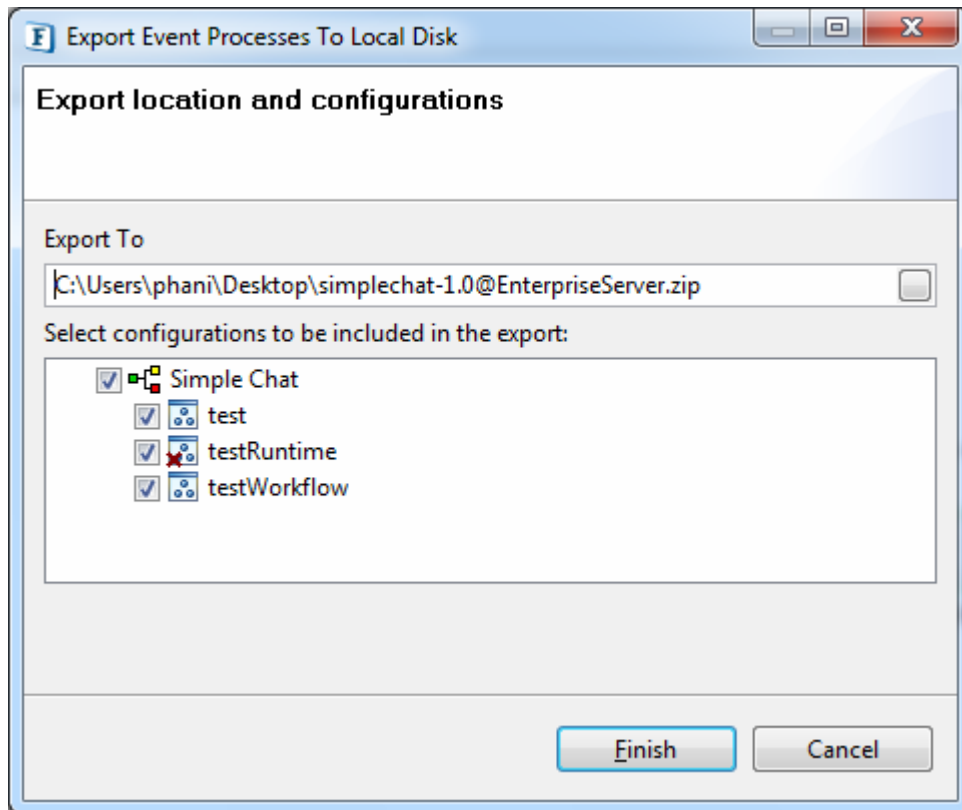 Export Event Processes To Local Disk
Export location and configurations
Export To
C:\Users\phani\Desktop\simplechat-1.0@EnterpriseServer.zip
Select configurations to be included in the export:
Simple Chat
test
testRuntime
testWorkflow
Finish
Cancel